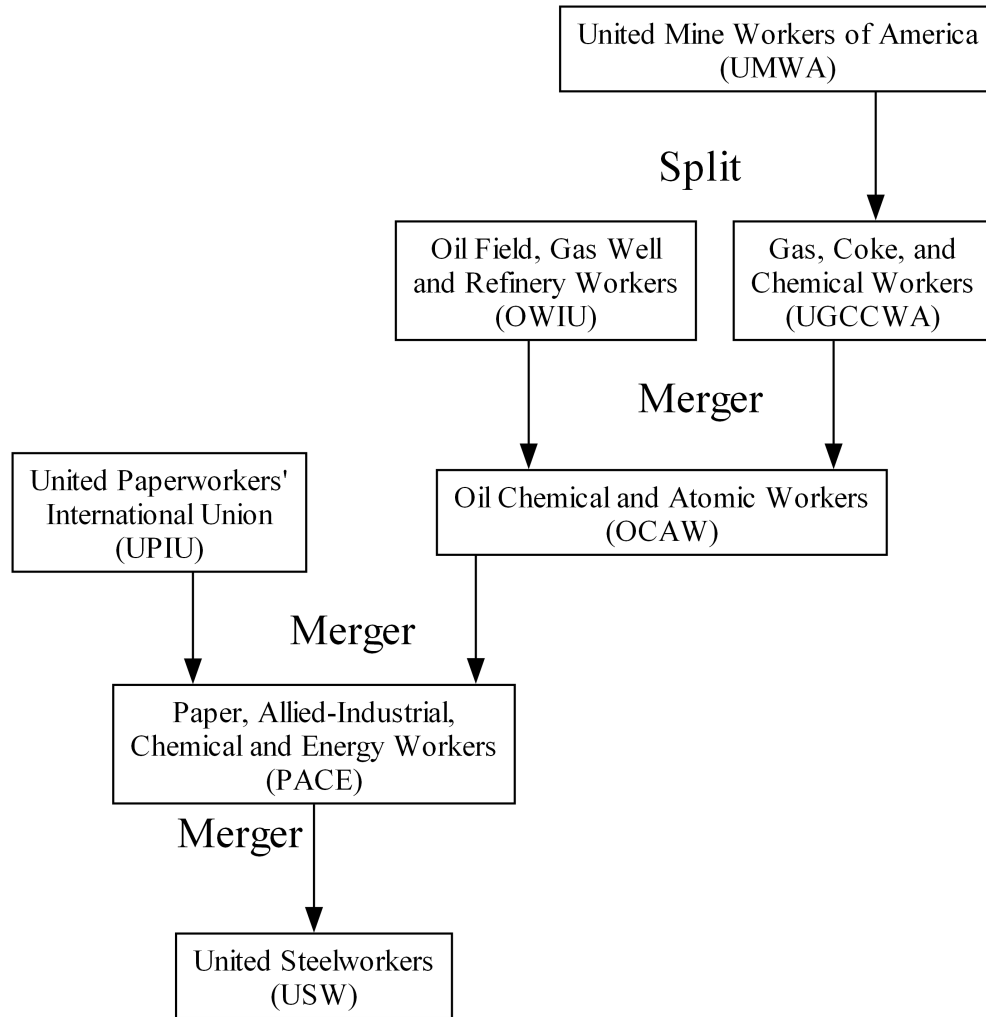 United Mine Workers of America
(UMWA)
Split
Oil Field, Gas Well
and Refinery Workers
(OWIU)
Gas, Coke, and
Chemical Workers
(UGCCWA)
Merger
United Paperworkers'
International Union
(UPIU)
Oil Chemical and Atomic Workers
(OCAW)
Merger
Paper, Allied-Industrial,
Chemical and Energy Workers
(PACE)
Merger
United Steelworkers
(USW)